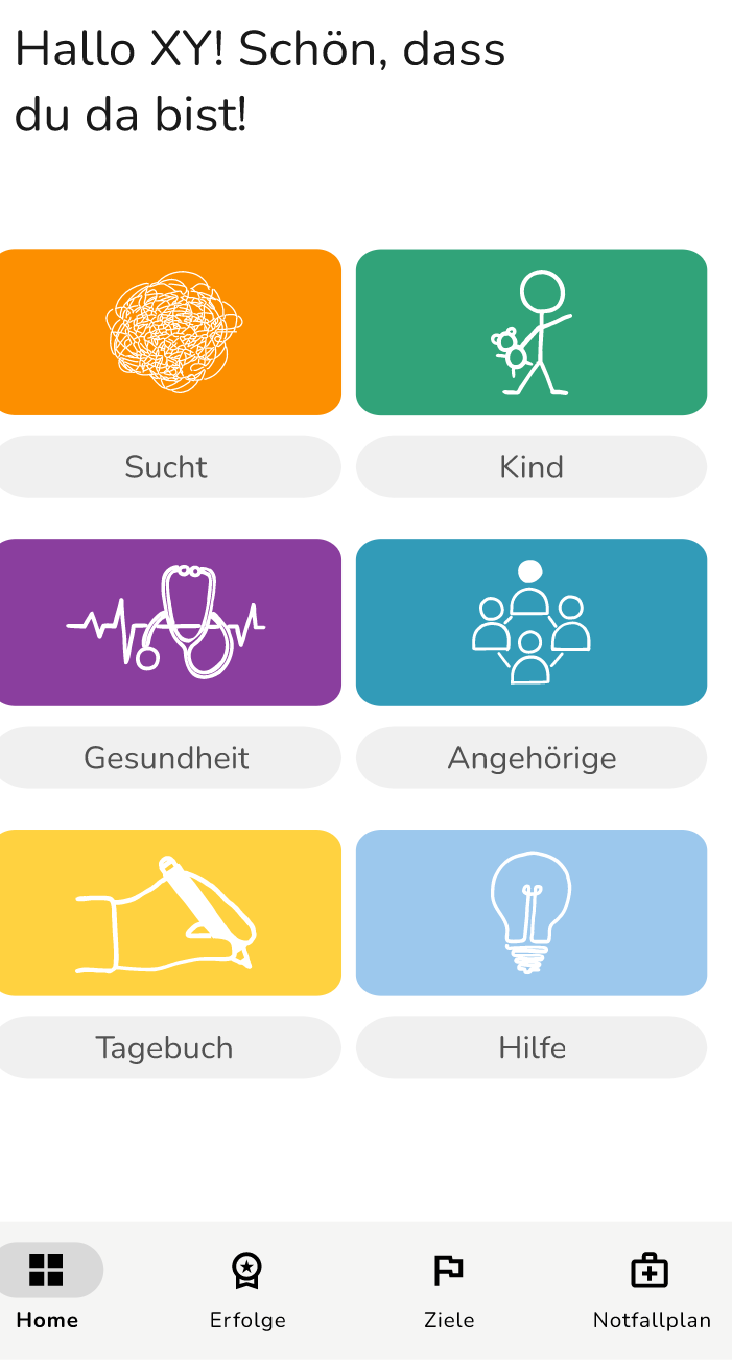 Hallo XY! Schön, dass
du da bist!
Sucht
Kind
Gesundheit
Angehörige
Tagebuch
Hilfe
Home
Erfolge
Ziele
Notfallplan